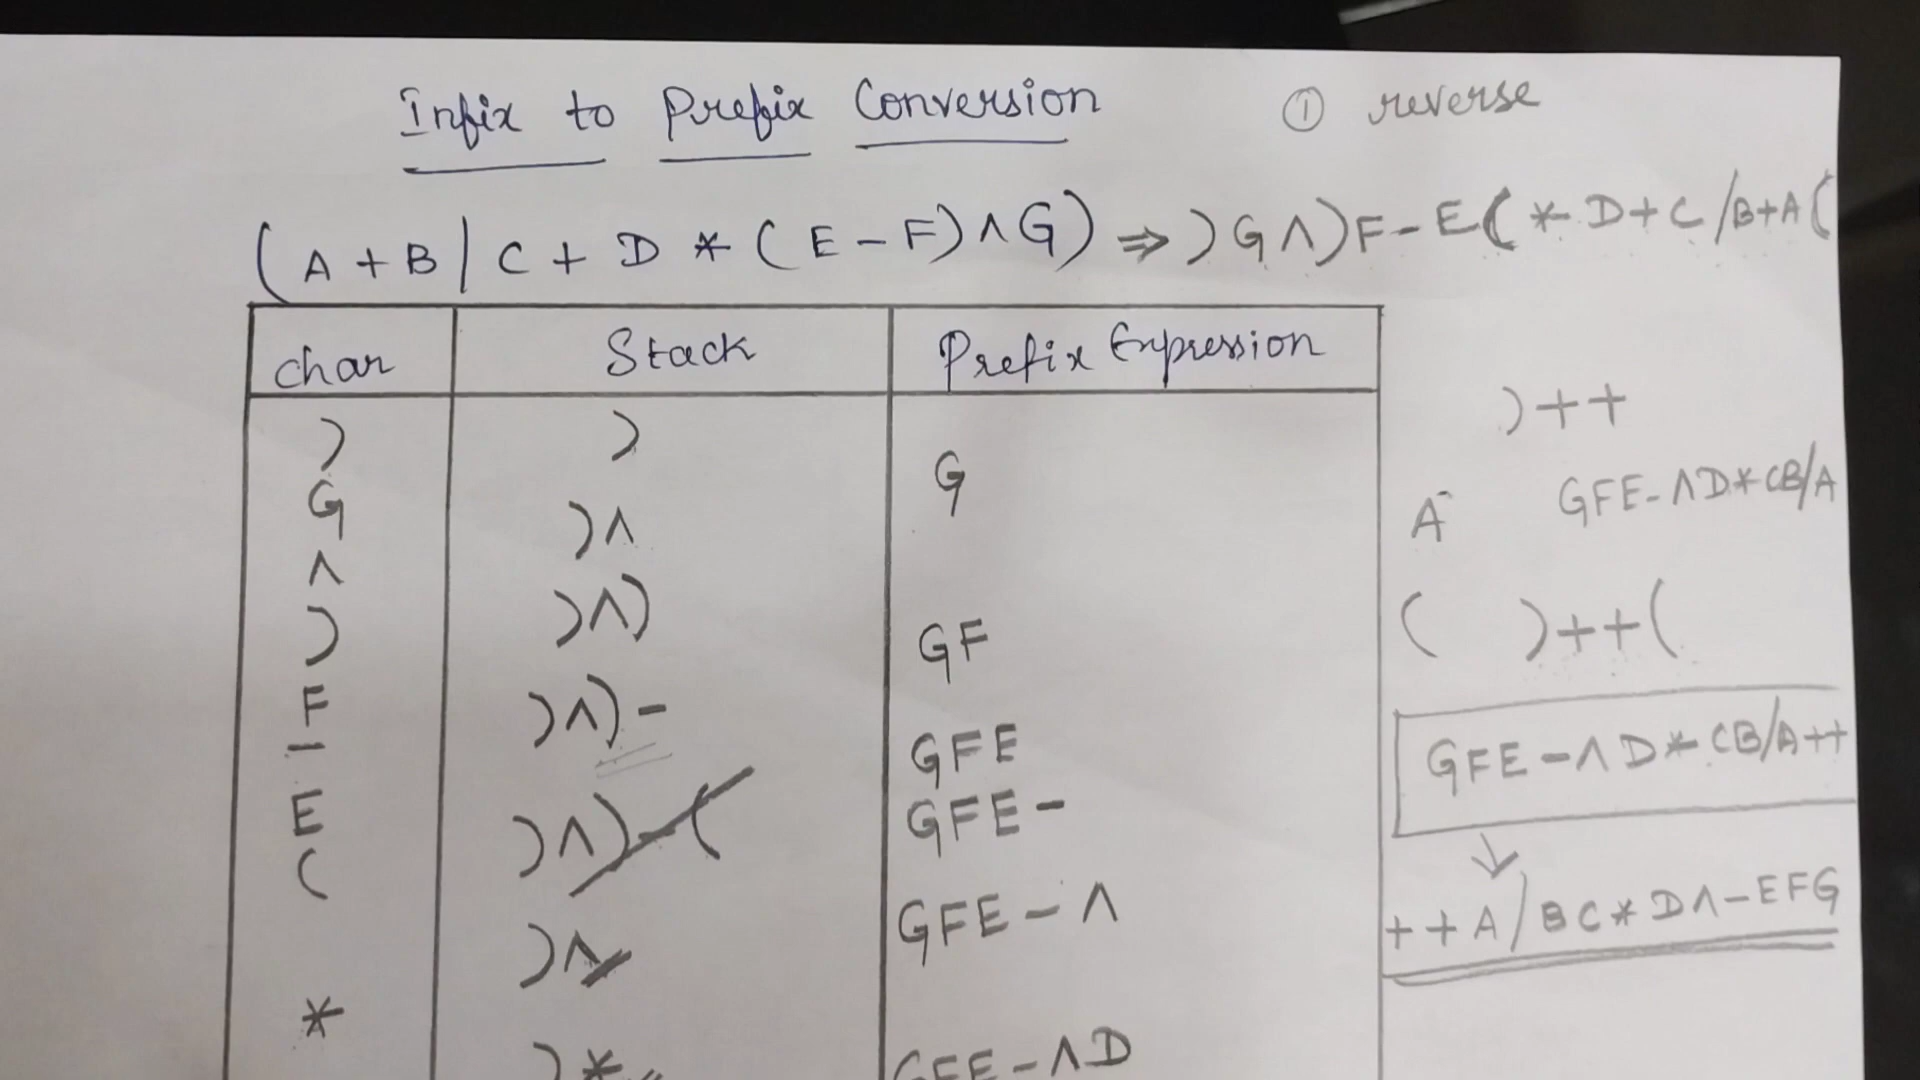 Infix to Prefix Conversion ① reverse
(A+B/C+D*(E-F)^G) ⇒ )G^)F-E(*D+C/B+A(
char Stack Prefix Expression
) )
G G
)^
^
)^)
) GF
F )^)-
- GFE
E )^)-( GFE-
(
)^ GFE-^
*
)* GFE-^D
)++
A GFE-^D*CB/A
( )++(
GFE-^D*CB/A++
↓
++A/BC*D^-EFG